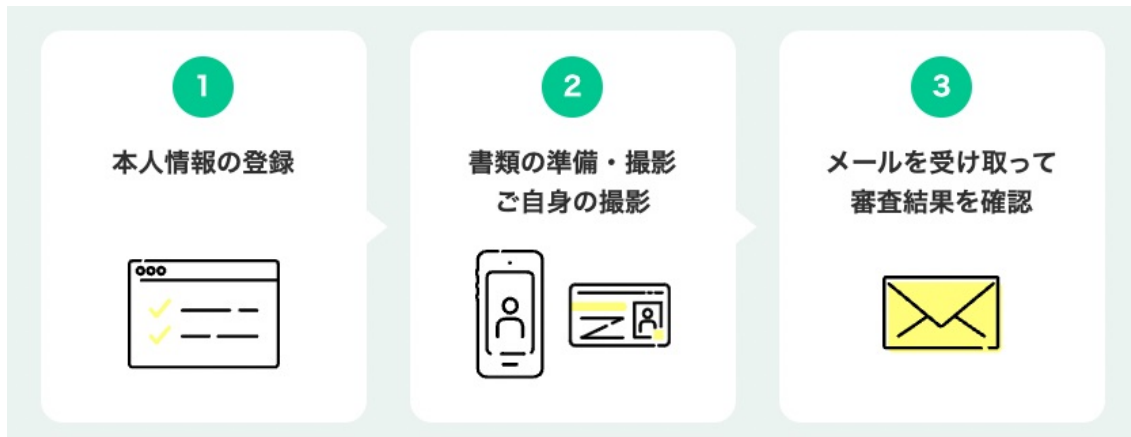 1
本人情報の登録
2
書類の準備・撮影
ご自身の撮影
3
メールを受け取って
審査結果を確認